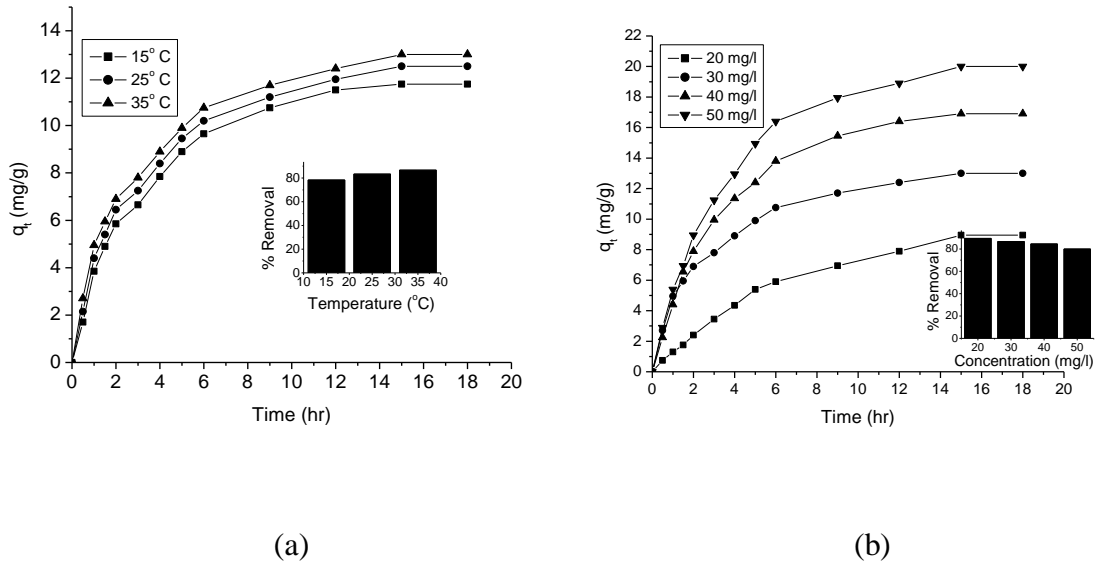 15° C
25° C
35° C
q_t (mg/g)
14
12
10
8
6
4
2
0
0 2 4 6 8 10 12 14 16 18 20
Time (hr)
% Removal
80
60
40
20
0
10 15 20 25 30 35 40
Temperature (°C)
(a)
20 mg/l
30 mg/l
40 mg/l
50 mg/l
q_t (mg/g)
22
20
18
16
14
12
10
8
6
4
2
0
0 2 4 6 8 10 12 14 16 18 20
Time (hr)
% Removal
80
60
40
20
0
20 30 40 50
Concentration (mg/l)
(b)